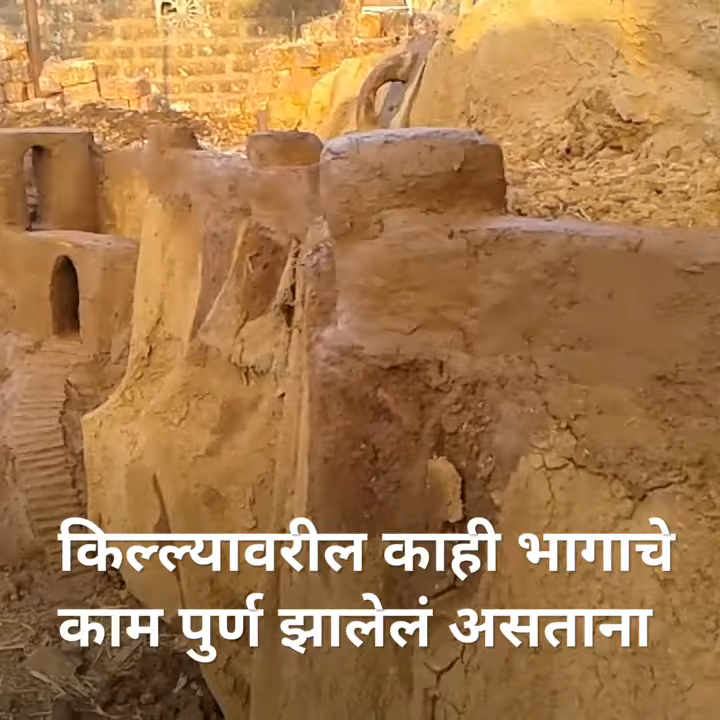 किल्ल्यावरील काही भागाचे
काम पुर्ण झालेलं असताना